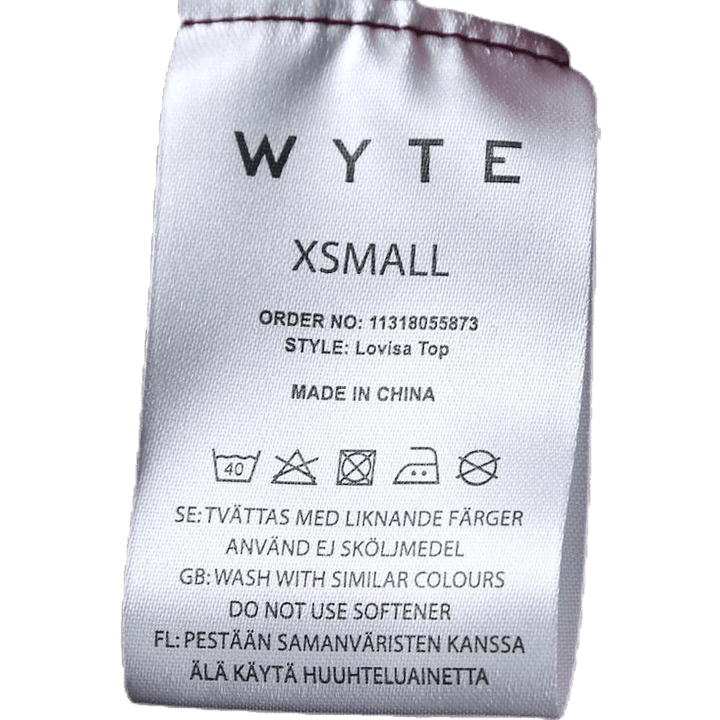 WYTE
XSMALL
ORDER NO: 11318055873
STYLE: Lovisa Top
MADE IN CHINA
40
SE: TVÄTTAS MED LIKNANDE FÄRGER
ANVÄND EJ SKÖLJMEDEL
GB: WASH WITH SIMILAR COLOURS
DO NOT USE SOFTENER
FL: PESTÄÄN SAMANVÄRISTEN KANSSA
ÄLÄ KÄYTÄ HUUHTELUAINETTA